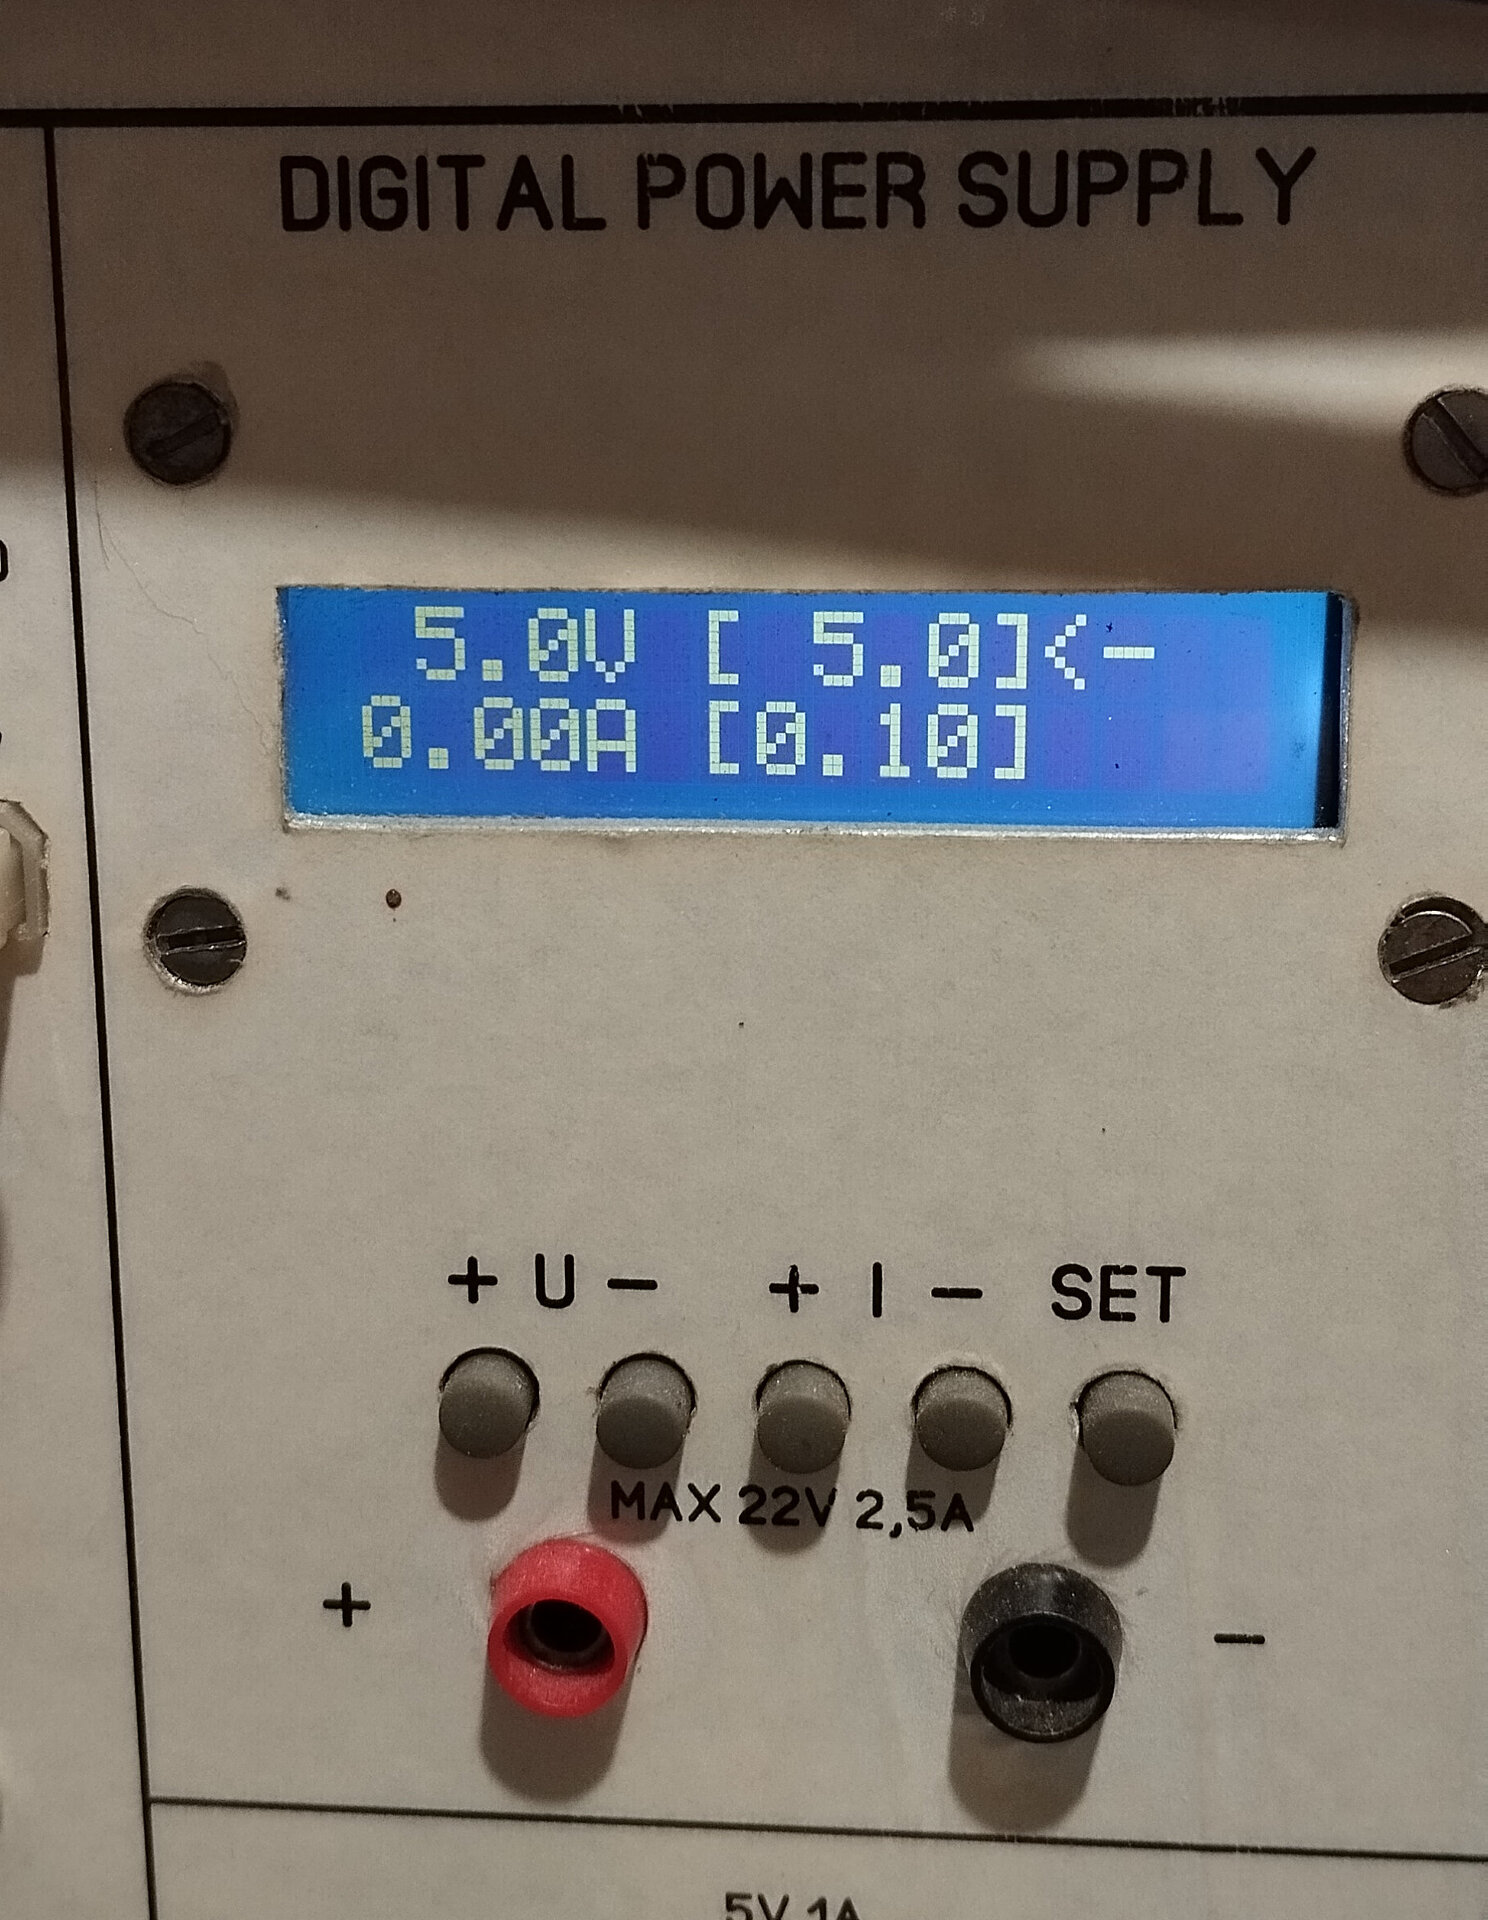 DIGITAL POWER SUPPLY
5.0V [ 5.0]<-
0.00A [0.10]
+ U - + I - SET
MAX 22V 2,5A
+ -
5V 1A